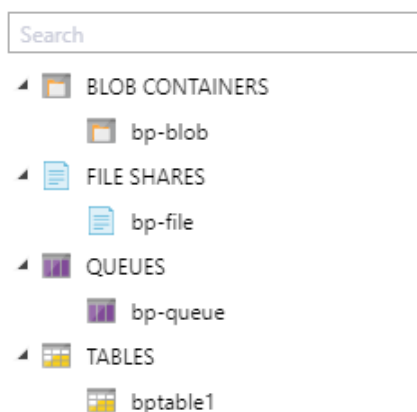 Search
BLOB CONTAINERS
bp-blob
FILE SHARES
bp-file
QUEUES
bp-queue
TABLES
bptable1